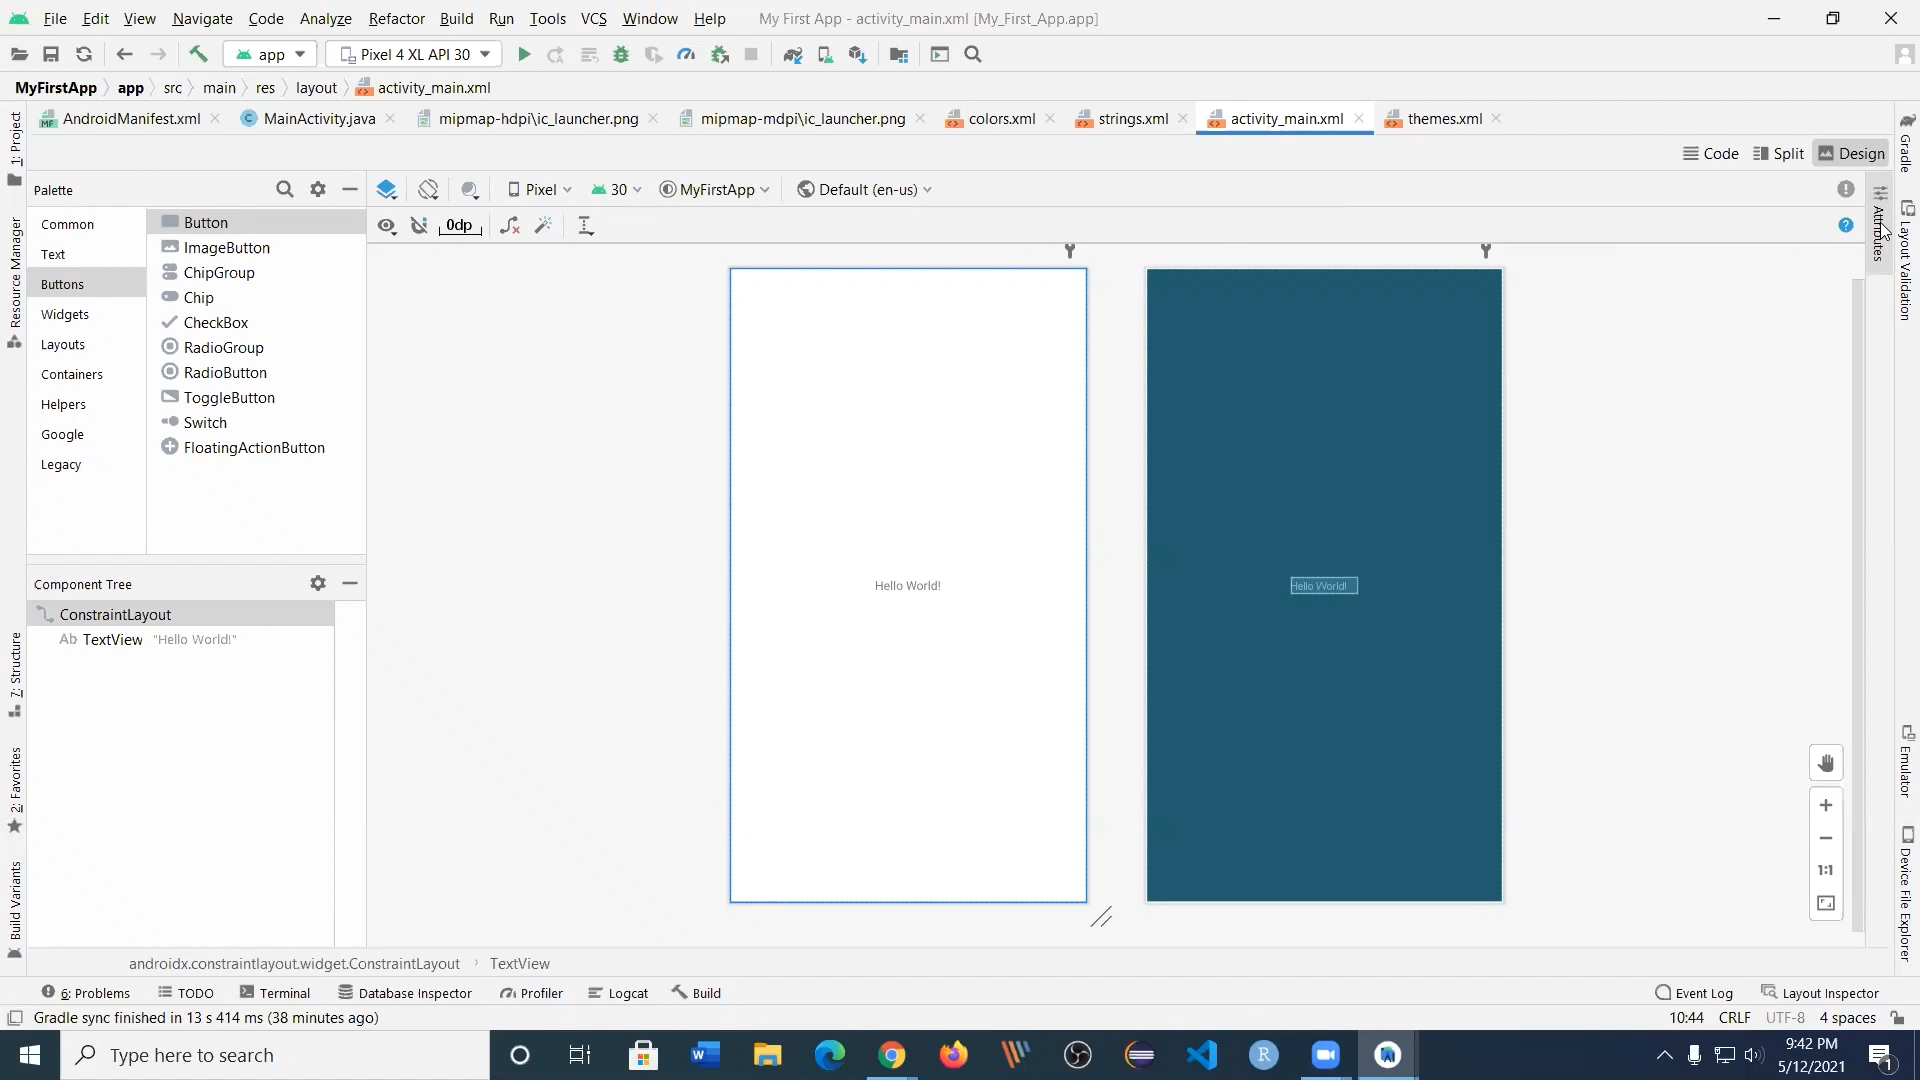 File Edit View Navigate Code Analyze Refactor Build Run Tools VCS Window Help My First App - activity_main.xml [My_First_App.app]
app Pixel 4 XL API 30
MyFirstApp app src main res layout activity_main.xml
AndroidManifest.xml MainActivity.java mipmap-hdpi\ic_launcher.png mipmap-mdpi\ic_launcher.png colors.xml strings.xml activity_main.xml themes.xml
Code Split Design
Palette
Pixel 30 MyFirstApp Default (en-us)
0dp
Common
Text
Buttons
Widgets
Layouts
Containers
Helpers
Google
Legacy
Button
ImageButton
ChipGroup
Chip
CheckBox
RadioGroup
RadioButton
ToggleButton
Switch
FloatingActionButton
Component Tree
ConstraintLayout
Ab TextView "Hello World!"
Hello World!
Hello World!
1:1
1: Project
Resource Manager
7: Structure
2: Favorites
Build Variants
Gradle
Attributes
Layout Validation
Emulator
Device File Explorer
androidx.constraintlayout.widget.ConstraintLayout TextView
6: Problems TODO Terminal Database Inspector Profiler Logcat Build Event Log Layout Inspector
Gradle sync finished in 13 s 414 ms (38 minutes ago) 10:44 CRLF UTF-8 4 spaces
Type here to search
9:42 PM
5/12/2021
1